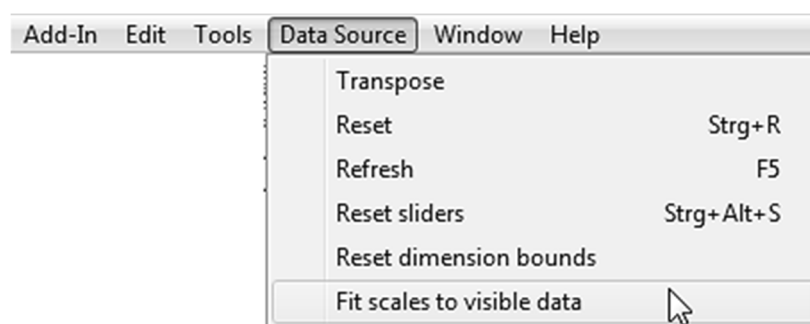 Add-In Edit Tools Data Source Window Help
Transpose
Reset Strg+R
Refresh F5
Reset sliders Strg+Alt+S
Reset dimension bounds
Fit scales to visible data